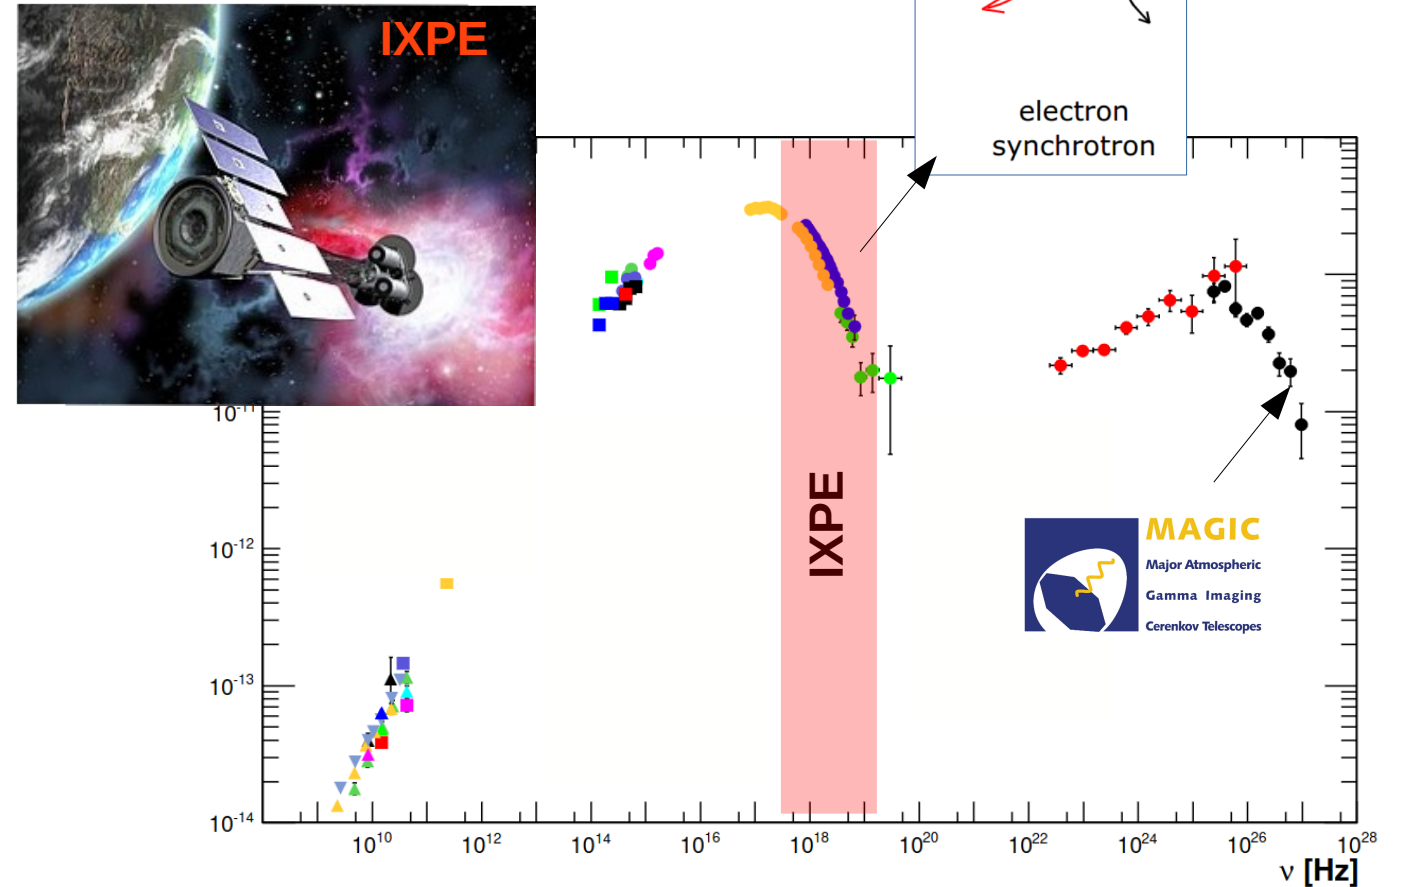 IXPE
electron
synchrotron
10⁻¹¹
10⁻¹²
10⁻¹³
10⁻¹⁴
IXPE
MAGIC
Major Atmospheric
Gamma Imaging
Cerenkov Telescopes
10¹⁰ 10¹² 10¹⁴ 10¹⁶ 10¹⁸ 10²⁰ 10²² 10²⁴ 10²⁶ 10²⁸
ν [Hz]